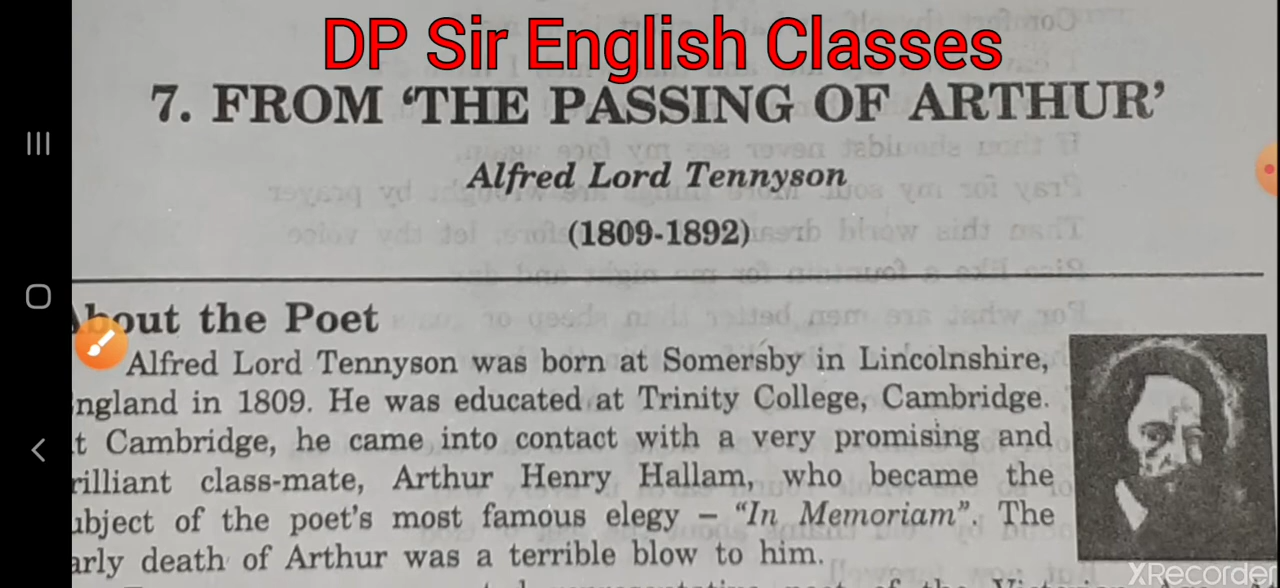 DP Sir English Classes
7. FROM ‘THE PASSING OF ARTHUR’
Alfred Lord Tennyson
(1809-1892)
About the Poet
Alfred Lord Tennyson was born at Somersby in Lincolnshire,
ngland in 1809. He was educated at Trinity College, Cambridge.
t Cambridge, he came into contact with a very promising and
rilliant class-mate, Arthur Henry Hallam, who became the
ubject of the poet's most famous elegy – “In Memoriam”. The
arly death of Arthur was a terrible blow to him.
XRecorder